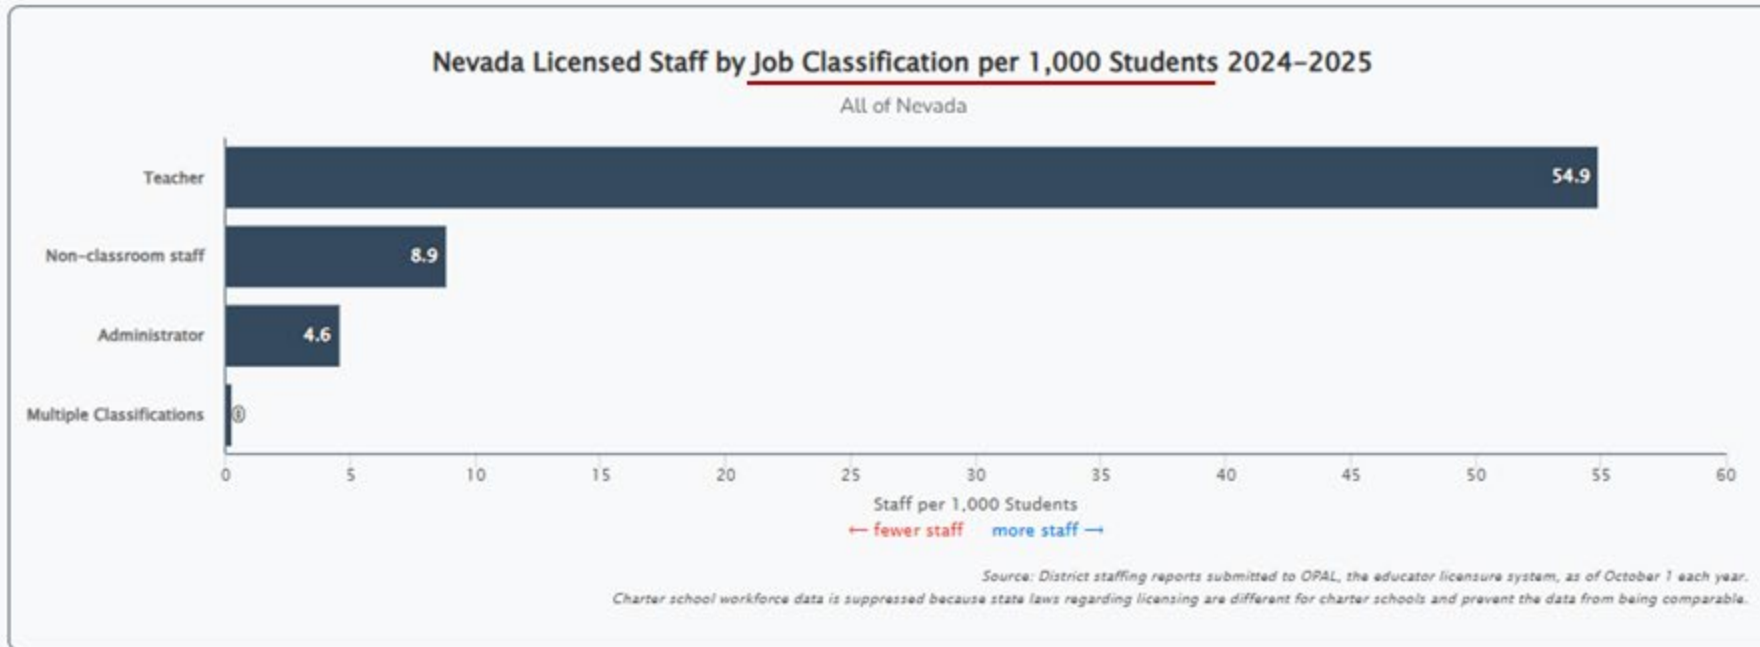 Nevada Licensed Staff by Job Classification per 1,000 Students 2024–2025
All of Nevada
Teacher
54.9
Non-classroom staff
8.9
Administrator
4.6
Multiple Classifications
0 5 10 15 20 25 30 35 40 45 50 55 60
Staff per 1,000 Students
← fewer staff more staff →
Source: District staffing reports submitted to OPAL, the educator licensure system, as of October 1 each year.
Charter school workforce data is suppressed because state laws regarding licensing are different for charter schools and prevent the data from being comparable.